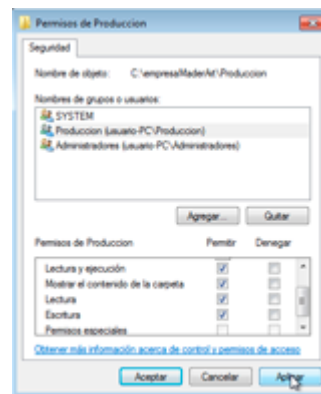 Permisos de Produccion
Seguridad
Nombre de objeto: C:\empresaMaderArt\Produccion
Nombres de grupos o usuarios:
SYSTEM
Produccion (usuario-PC\Produccion)
Administradores (usuario-PC\Administradores)
Agregar... Quitar
Permisos de Produccion Permitir Denegar
Lectura y ejecución
Mostrar el contenido de la carpeta
Lectura
Escritura
Permisos especiales
Obtener más información acerca de control y permisos de acceso
Aceptar Cancelar Aplicar